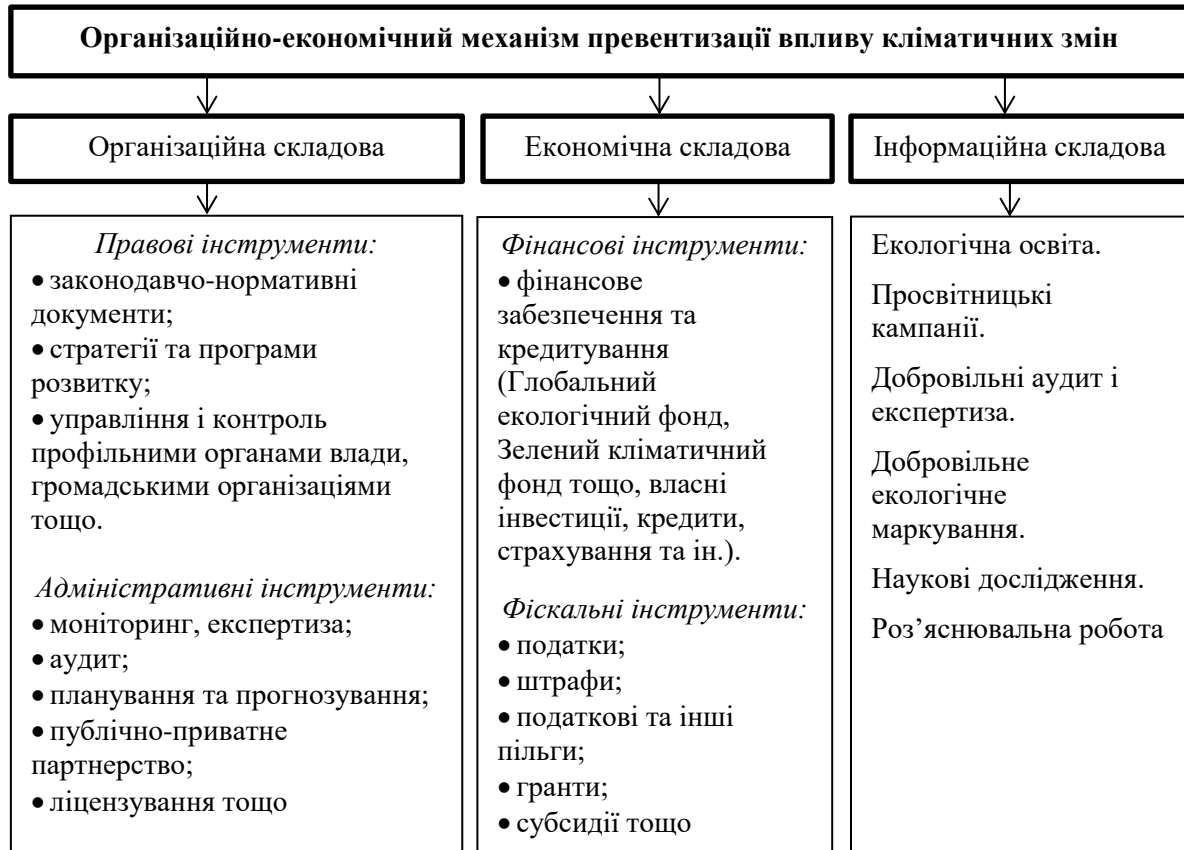 Організаційно-економічний механізм превентизації впливу кліматичних змін
Організаційна складова
Економічна складова
Інформаційна складова
Правові інструменти:
• законодавчо-нормативні
документи;
• стратегії та програми
розвитку;
• управління і контроль
профільними органами влади,
громадськими організаціями
тощо.
Адміністративні інструменти:
• моніторинг, експертиза;
• аудит;
• планування та прогнозування;
• публічно-приватне
партнерство;
• ліцензування тощо
Фінансові інструменти:
• фінансове
забезпечення та
кредитування
(Глобальний
екологічний фонд,
Зелений кліматичний
фонд тощо, власні
інвестиції, кредити,
страхування та ін.).
Фіскальні інструменти:
• податки;
• штрафи;
• податкові та інші
пільги;
• гранти;
• субсидії тощо
Екологічна освіта.
Просвітницькі
кампанії.
Добровільні аудит і
експертиза.
Добровільне
екологічне
маркування.
Наукові дослідження.
Роз’яснювальна робота